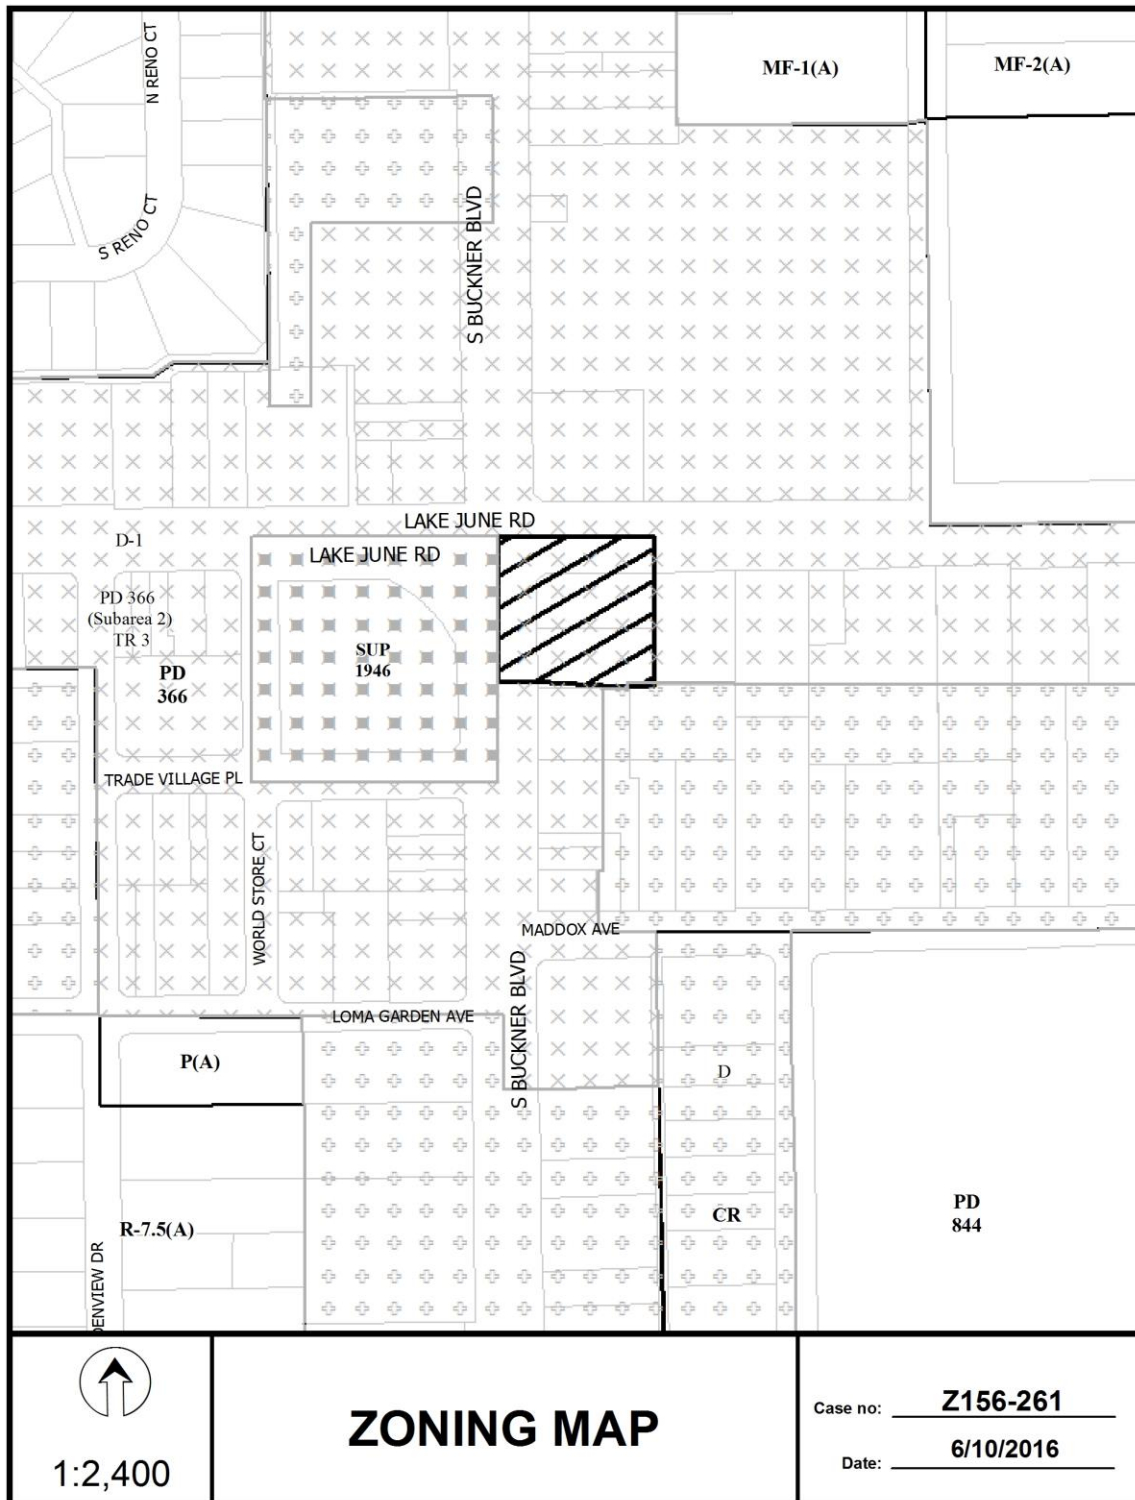 N RENO CT
MF-1(A)
MF-2(A)
S RENO CT
S BUCKNER BLVD
LAKE JUNE RD
D-1
LAKE JUNE RD
PD 366
(Subarea 2)
TR 3
SUP
1946
PD
366
TRADE VILLAGE PL
WORLD STORE CT
MADDOX AVE
S BUCKNER BLVD
LOMA GARDEN AVE
P(A)
D
R-7.5(A)
CR
PD
844
DENVIEW DR
1:2,400
ZONING MAP
Case no: Z156-261
Date: 6/10/2016